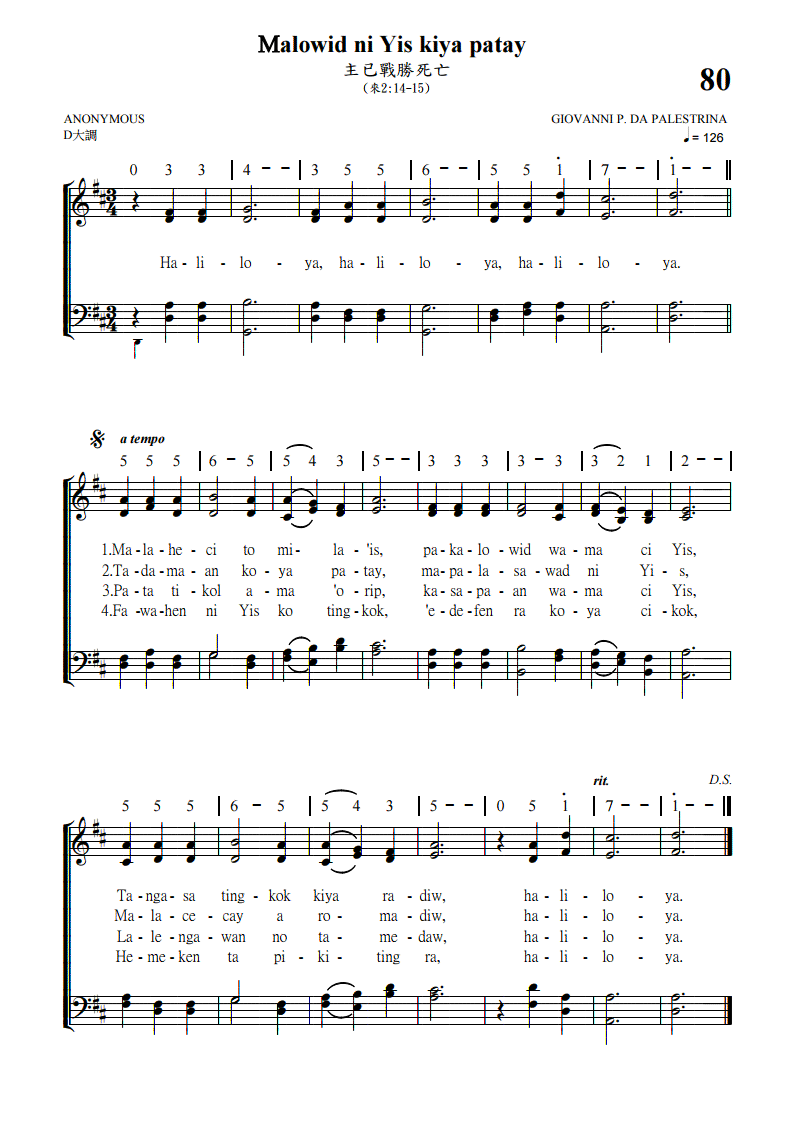 Malowid ni Yis kiya patay
主已戰勝死亡
(來2:14-15)
80
ANONYMOUS
GIOVANNI P. DA PALESTRINA
D大調
♩= 126
0 3 3 | 4 - - | 3 5 5 | 6 - - | 5 5 1̇ | 7 - - | 1̇ - - ||
Ha - li - lo - ya, ha - li - lo - ya, ha - li - lo - ya.
a tempo
5 5 5 | 6 - 5 | 5 4 3 | 5 - - | 3 3 3 | 3 - 3 | 3 2 1 | 2 - - |
1.Ma - la - he - ci to mi - la - 'is, pa - ka - lo - wid wa - ma ci Yis,
2.Ta - da - ma - an ko - ya pa - tay, ma - pa - la - sa - wad ni Yi - s,
3.Pa - ta ti - kol a - ma 'o - rip, ka - sa - pa - an wa - ma ci Yis,
4.Fa - wa - hen ni Yis ko ting - kok, 'e - de - fen ra ko - ya ci - kok,
rit.
D.S.
5 5 5 | 6 - 5 | 5 4 3 | 5 - - | 0 5 1̇ | 7 - - | 1̇ - - ||
Ta - nga - sa ting - kok kiya ra - diw, ha - li - lo - ya.
Ma - la - ce - cay a ro - ma - diw, ha - li - lo - ya.
La - le - nga - wan no ta - me - daw, ha - li - lo - ya.
He - me - ken ta pi - ki - ting ra, ha - li - lo - ya.